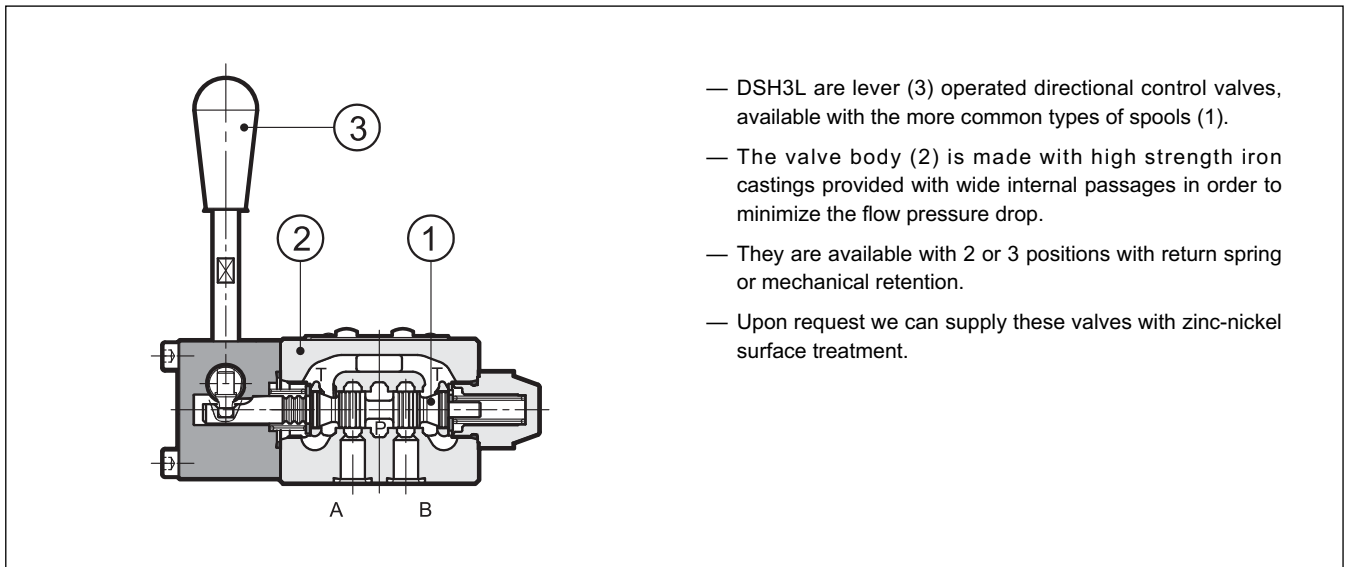 3
2
1
T
T
P
A
B
— DSH3L are lever (3) operated directional control valves,
available with the more common types of spools (1).
— The valve body (2) is made with high strength iron
castings provided with wide internal passages in order to
minimize the flow pressure drop.
— They are available with 2 or 3 positions with return spring
or mechanical retention.
— Upon request we can supply these valves with zinc-nickel
surface treatment.